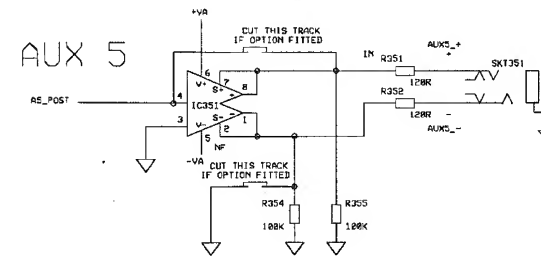 +VA
CUT THIS TRACK
IF OPTION FITTED
AUX 5
IN
R351
AUX5_+
+
SKT351
120R
6
7
V+
S+
+
8
A5_POST
4
IC351
R352
3
S-
-
1
120R
V-
2
-
AUX5_-
5
NF
-VA
CUT THIS TRACK
IF OPTION FITTED
R354
R355
100K
100K